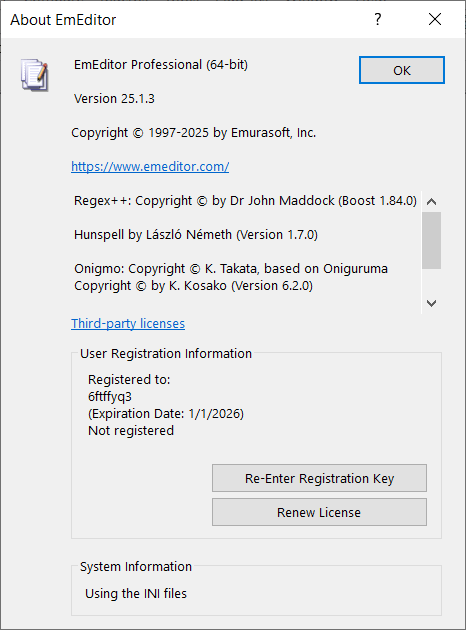 About EmEditor
EmEditor Professional (64-bit)
OK
Version 25.1.3
Copyright © 1997-2025 by Emurasoft, Inc.
https://www.emeditor.com/
Regex++: Copyright © by Dr John Maddock (Boost 1.84.0)
Hunspell by László Németh (Version 1.7.0)
Onigmo: Copyright © K. Takata, based on Oniguruma
Copyright © by K. Kosako (Version 6.2.0)
Third-party licenses
User Registration Information
Registered to:
6ftffyq3
(Expiration Date: 1/1/2026)
Not registered
Re-Enter Registration Key
Renew License
System Information
Using the INI files